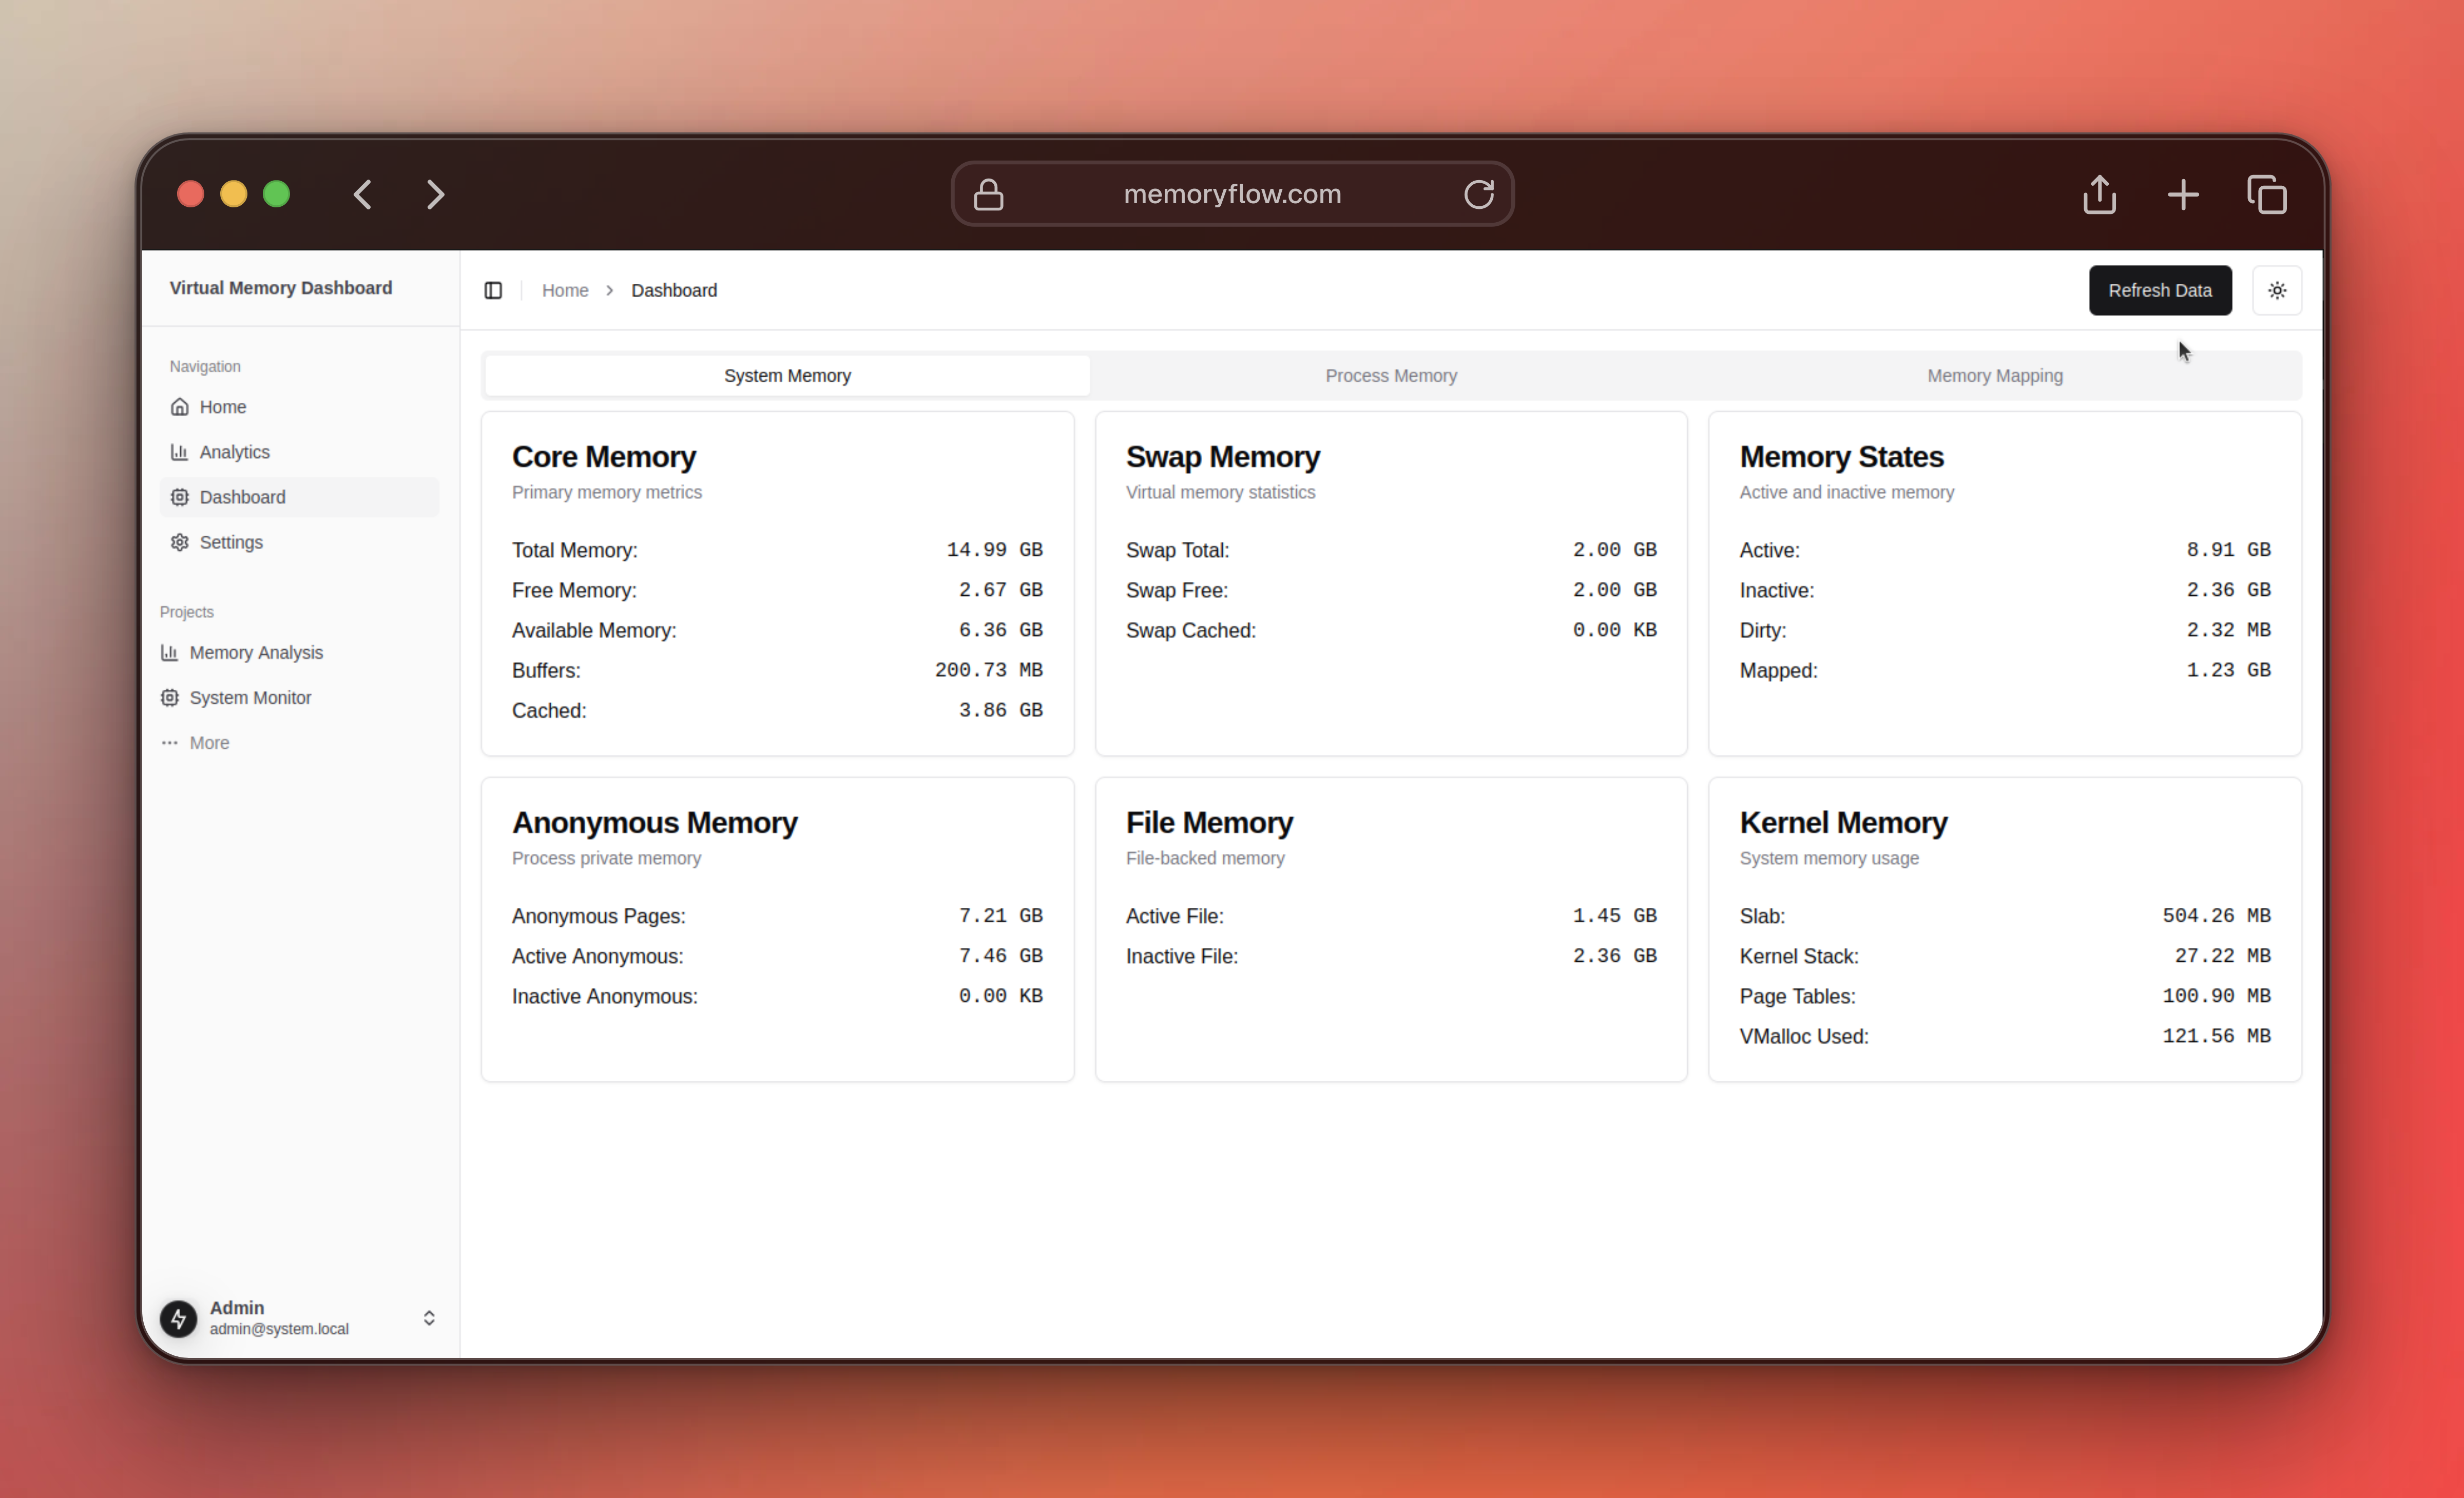 memoryflow.com
Virtual Memory Dashboard
Home > Dashboard
Refresh Data
Navigation
Home
Analytics
Dashboard
Settings
Projects
Memory Analysis
System Monitor
More
Admin
admin@system.local
System Memory
Process Memory
Memory Mapping
Core Memory
Primary memory metrics
Total Memory: 14.99 GB
Free Memory: 2.67 GB
Available Memory: 6.36 GB
Buffers: 200.73 MB
Cached: 3.86 GB
Swap Memory
Virtual memory statistics
Swap Total: 2.00 GB
Swap Free: 2.00 GB
Swap Cached: 0.00 KB
Memory States
Active and inactive memory
Active: 8.91 GB
Inactive: 2.36 GB
Dirty: 2.32 MB
Mapped: 1.23 GB
Anonymous Memory
Process private memory
Anonymous Pages: 7.21 GB
Active Anonymous: 7.46 GB
Inactive Anonymous: 0.00 KB
File Memory
File-backed memory
Active File: 1.45 GB
Inactive File: 2.36 GB
Kernel Memory
System memory usage
Slab: 504.26 MB
Kernel Stack: 27.22 MB
Page Tables: 100.90 MB
VMalloc Used: 121.56 MB